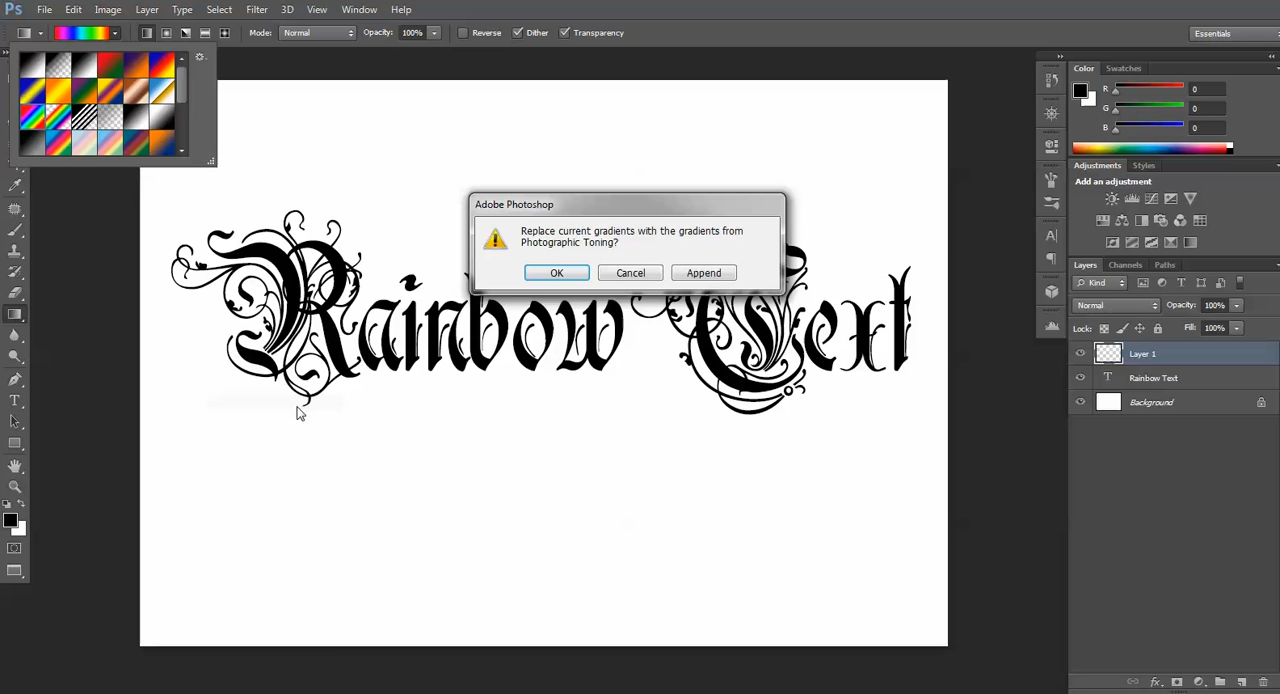 Ps File Edit Image Layer Type Select Filter 3D View Window Help
Mode: Normal Opacity: 100% Reverse Dither Transparency Essentials
Color Swatches
R 0
G 0
B 0
Adjustments Styles
Add an adjustment
Adobe Photoshop
Replace current gradients with the gradients from
Photographic Toning?
OK Cancel Append
Rainbow Text
Layers Channels Paths
Kind
Normal Opacity: 100%
Lock: Fill: 100%
Layer 1
T Rainbow Text
Background
fx